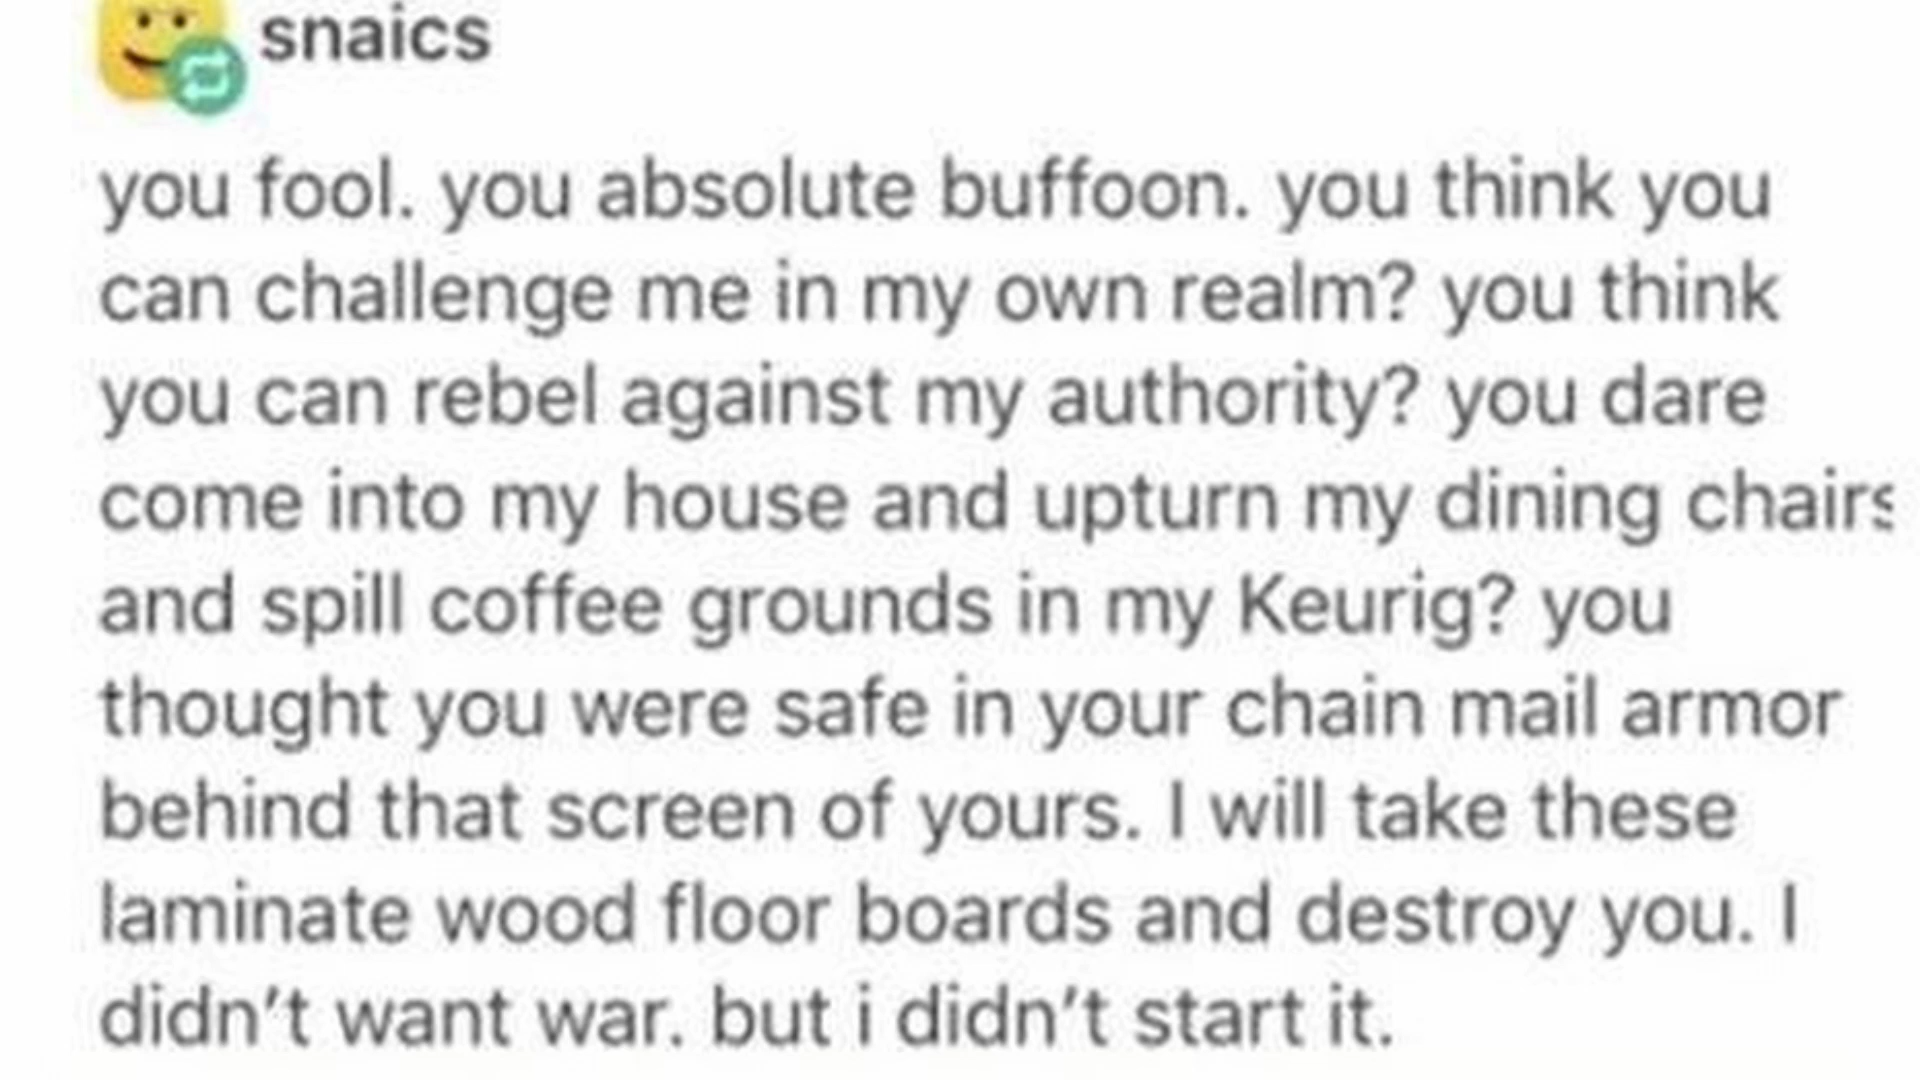 snaics
you fool. you absolute buffoon. you think you
can challenge me in my own realm? you think
you can rebel against my authority? you dare
come into my house and upturn my dining chairs
and spill coffee grounds in my Keurig? you
thought you were safe in your chain mail armor
behind that screen of yours. I will take these
laminate wood floor boards and destroy you. I
didn’t want war. but i didn’t start it.